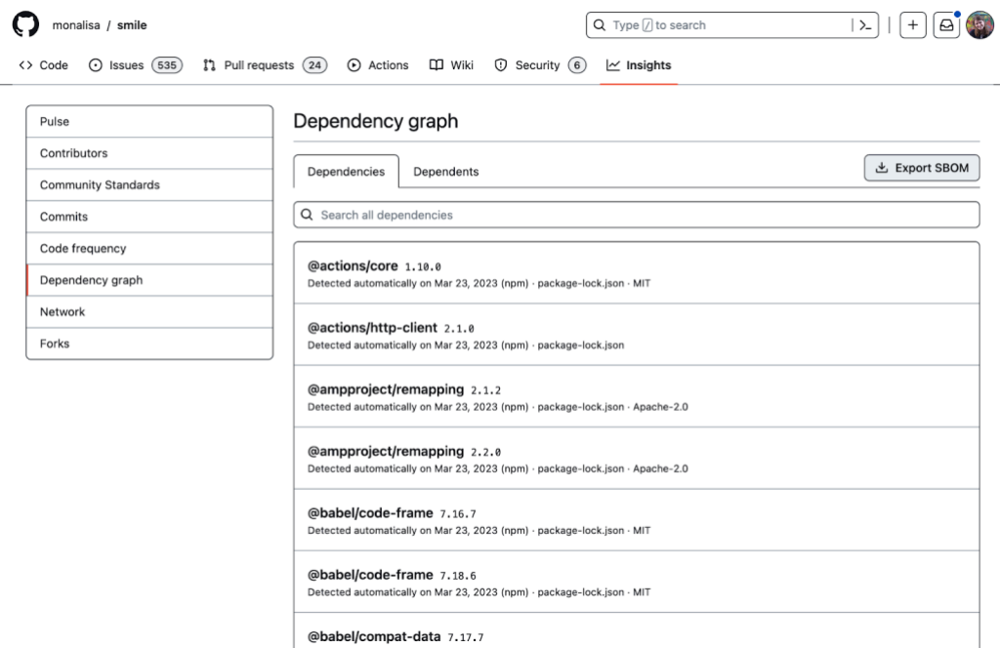 monalisa / smile
Type / to search
Code
Issues 535
Pull requests 24
Actions
Wiki
Security 6
Insights
Pulse
Contributors
Community Standards
Commits
Code frequency
Dependency graph
Network
Forks
Dependency graph
Dependencies
Dependents
Export SBOM
Search all dependencies
@actions/core 1.10.0
Detected automatically on Mar 23, 2023 (npm) · package-lock.json · MIT
@actions/http-client 2.1.0
Detected automatically on Mar 23, 2023 (npm) · package-lock.json
@ampproject/remapping 2.1.2
Detected automatically on Mar 23, 2023 (npm) · package-lock.json · Apache-2.0
@ampproject/remapping 2.2.0
Detected automatically on Mar 23, 2023 (npm) · package-lock.json · Apache-2.0
@babel/code-frame 7.16.7
Detected automatically on Mar 23, 2023 (npm) · package-lock.json · MIT
@babel/code-frame 7.18.6
Detected automatically on Mar 23, 2023 (npm) · package-lock.json · MIT
@babel/compat-data 7.17.7